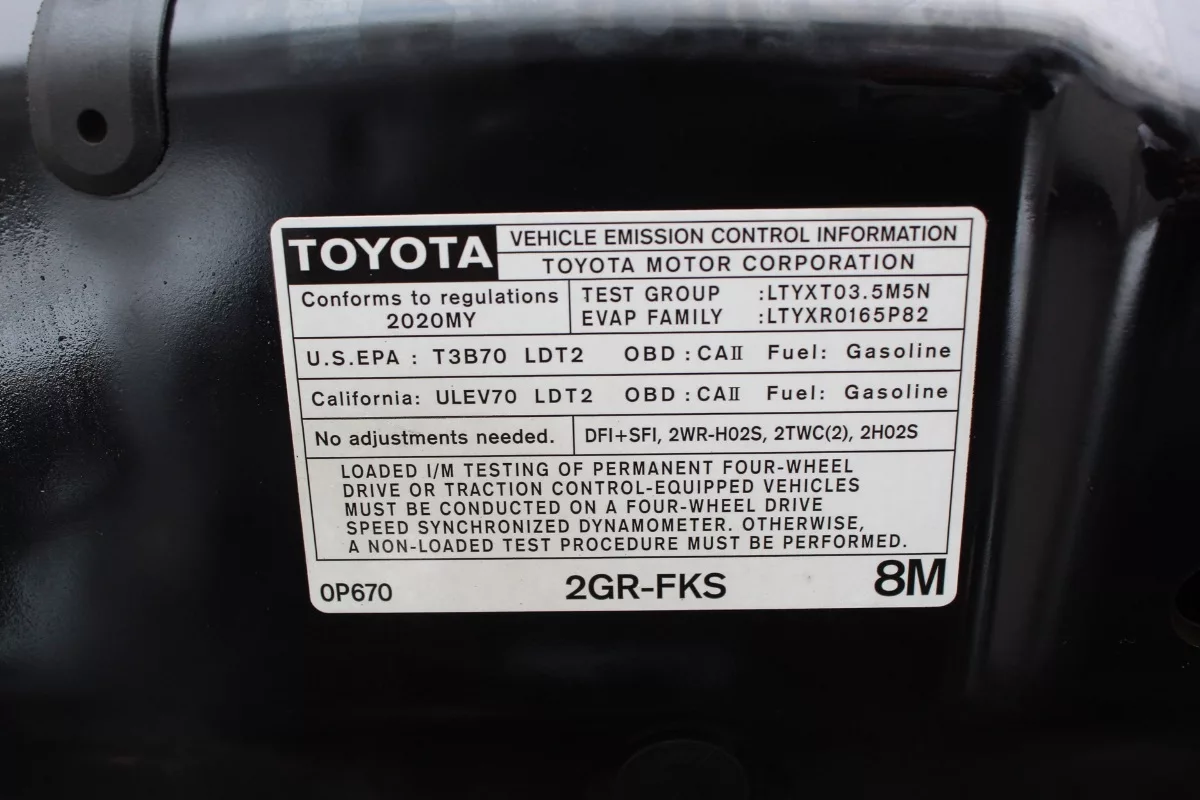 TOYOTA
VEHICLE EMISSION CONTROL INFORMATION
TOYOTA MOTOR CORPORATION
Conforms to regulations
2020MY
TEST GROUP :LTYXT03.5M5N
EVAP FAMILY :LTYXR0165P82
U.S.EPA : T3B70 LDT2 OBD : CAⅡ Fuel: Gasoline
California: ULEV70 LDT2 OBD : CAⅡ Fuel: Gasoline
No adjustments needed.
DFI+SFI, 2WR-HO2S, 2TWC(2), 2HO2S
LOADED I/M TESTING OF PERMANENT FOUR-WHEEL
DRIVE OR TRACTION CONTROL-EQUIPPED VEHICLES
MUST BE CONDUCTED ON A FOUR-WHEEL DRIVE
SPEED SYNCHRONIZED DYNAMOMETER. OTHERWISE,
A NON-LOADED TEST PROCEDURE MUST BE PERFORMED.
0P670 2GR-FKS 8M